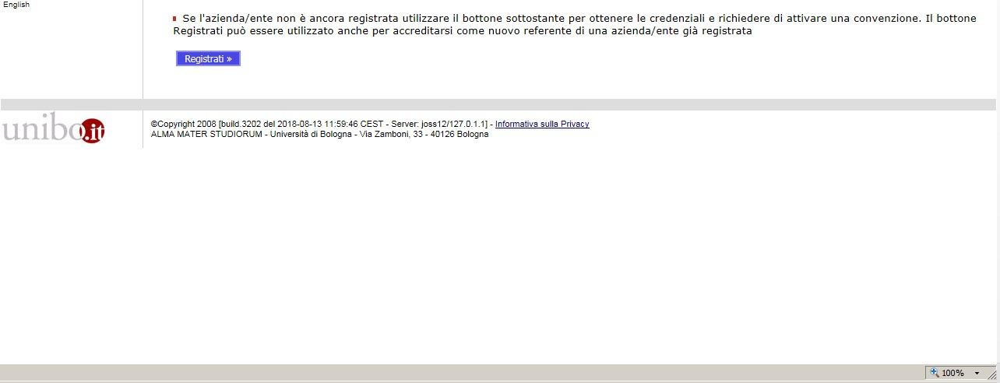 English
Se l'azienda/ente non è ancora registrata utilizzare il bottone sottostante per ottenere le credenziali e richiedere di attivare una convenzione. Il bottone
Registrati può essere utilizzato anche per accreditarsi come nuovo referente di una azienda/ente già registrata
Registrati »
unibo.it
©Copyright 2008 [build.3202 del 2018-08-13 11:59:46 CEST - Server: joss12/127.0.1.1] - Informativa sulla Privacy
ALMA MATER STUDIORUM - Università di Bologna - Via Zamboni, 33 - 40126 Bologna
100%